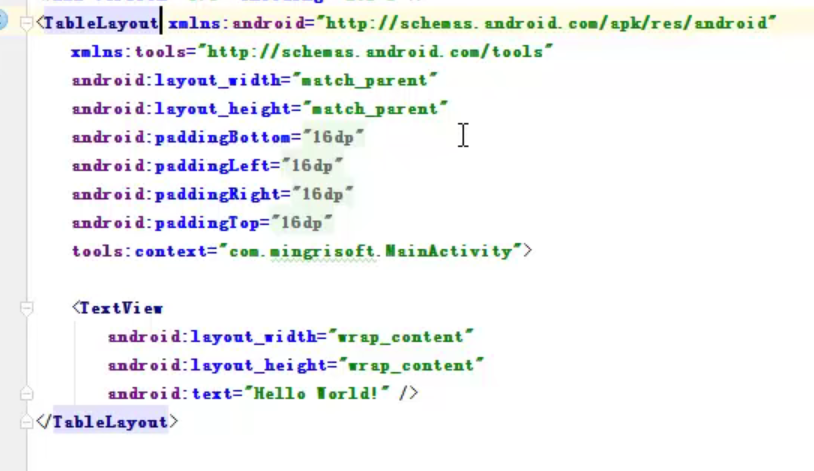 <TableLayout xmlns:android="http://schemas.android.com/apk/res/android"
xmlns:tools="http://schemas.android.com/tools"
android:layout_width="match_parent"
android:layout_height="match_parent"
android:paddingBottom="16dp"
android:paddingLeft="16dp"
android:paddingRight="16dp"
android:paddingTop="16dp"
tools:context="com.mingrisoft.MainActivity">
<TextView
android:layout_width="wrap_content"
android:layout_height="wrap_content"
android:text="Hello World!" />
</TableLayout>